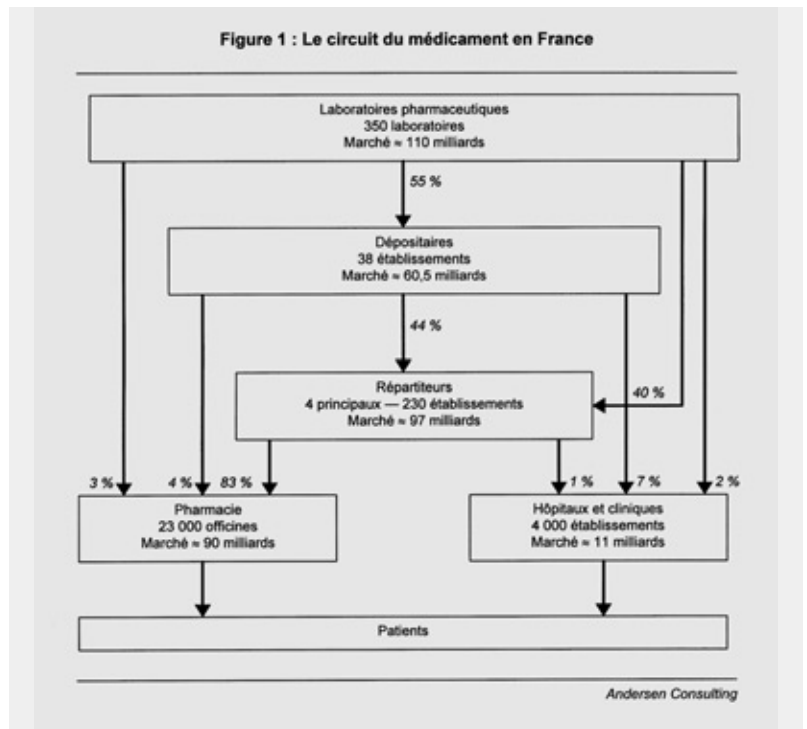 Figure 1 : Le circuit du médicament en France
Laboratoires pharmaceutiques
350 laboratoires
Marché ≈ 110 milliards
55 %
Dépositaires
38 établissements
Marché ≈ 60,5 milliards
44 %
Répartiteurs
4 principaux — 230 établissements
Marché ≈ 97 milliards
40 %
3 % 4 % 83 % 1 % 7 % 2 %
Pharmacie
23 000 officines
Marché ≈ 90 milliards
Hôpitaux et cliniques
4 000 établissements
Marché ≈ 11 milliards
Patients
Andersen Consulting